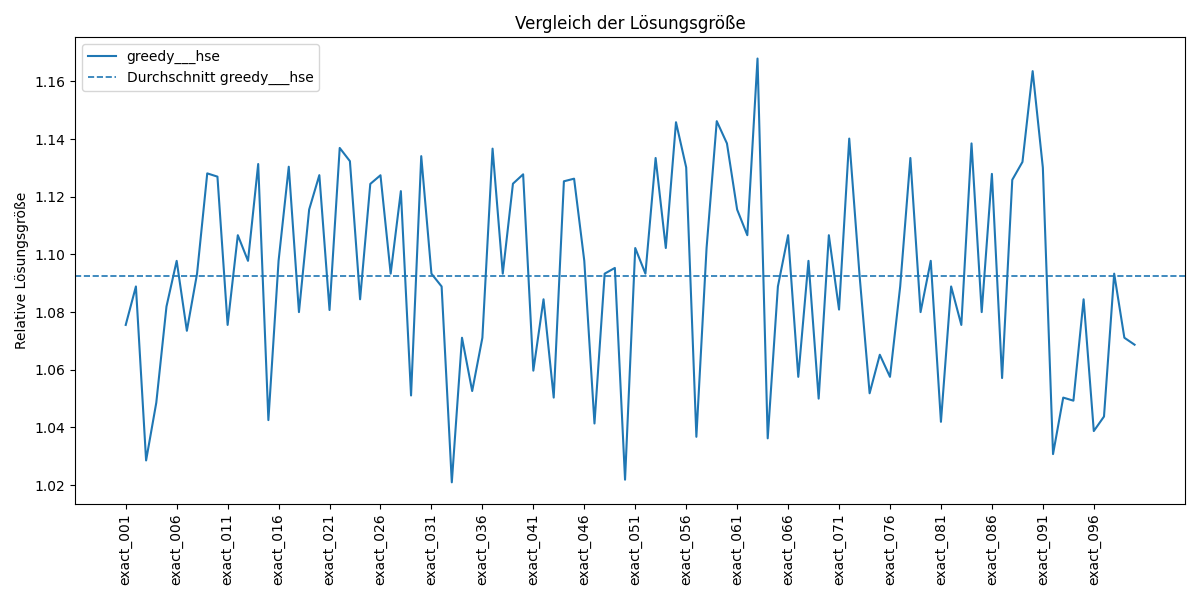 Vergleich der Lösungsgröße
greedy___hse
Durchschnitt greedy___hse
Relative Lösungsgröße
1.16
1.14
1.12
1.10
1.08
1.06
1.04
1.02
exact_001
exact_006
exact_011
exact_016
exact_021
exact_026
exact_031
exact_036
exact_041
exact_046
exact_051
exact_056
exact_061
exact_066
exact_071
exact_076
exact_081
exact_086
exact_091
exact_096